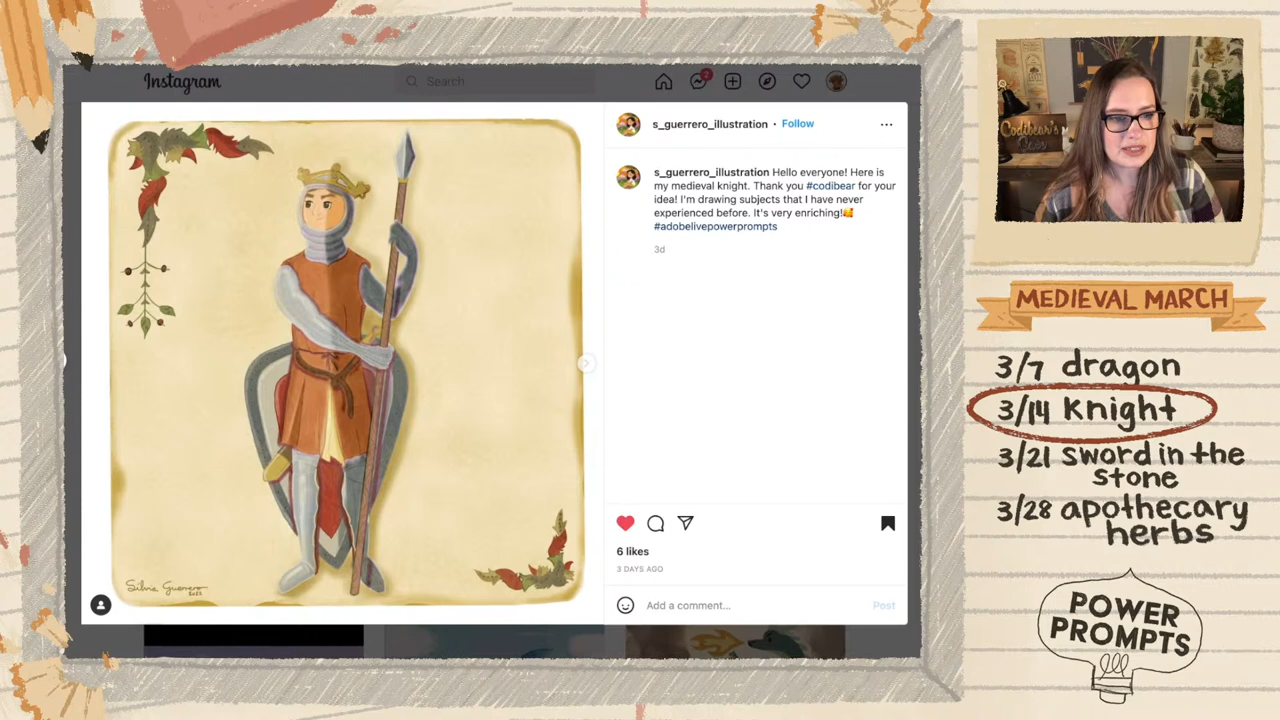 Instagram
Search
2
s_guerrero_illustration • Follow
s_guerrero_illustration Hello everyone! Here is
my medieval knight. Thank you #codibear for your
idea! I'm drawing subjects that I have never
experienced before. It's very enriching!🥰
#adobelivepowerprompts
3d
6 likes
3 DAYS AGO
Add a comment...
Post
Silvia Guerrero
2022
Codibear's
MEDIEVAL MARCH
3/7 dragon
3/14 knight
3/21 sword in the
stone
3/28 apothecary
herbs
POWER
PROMPTS